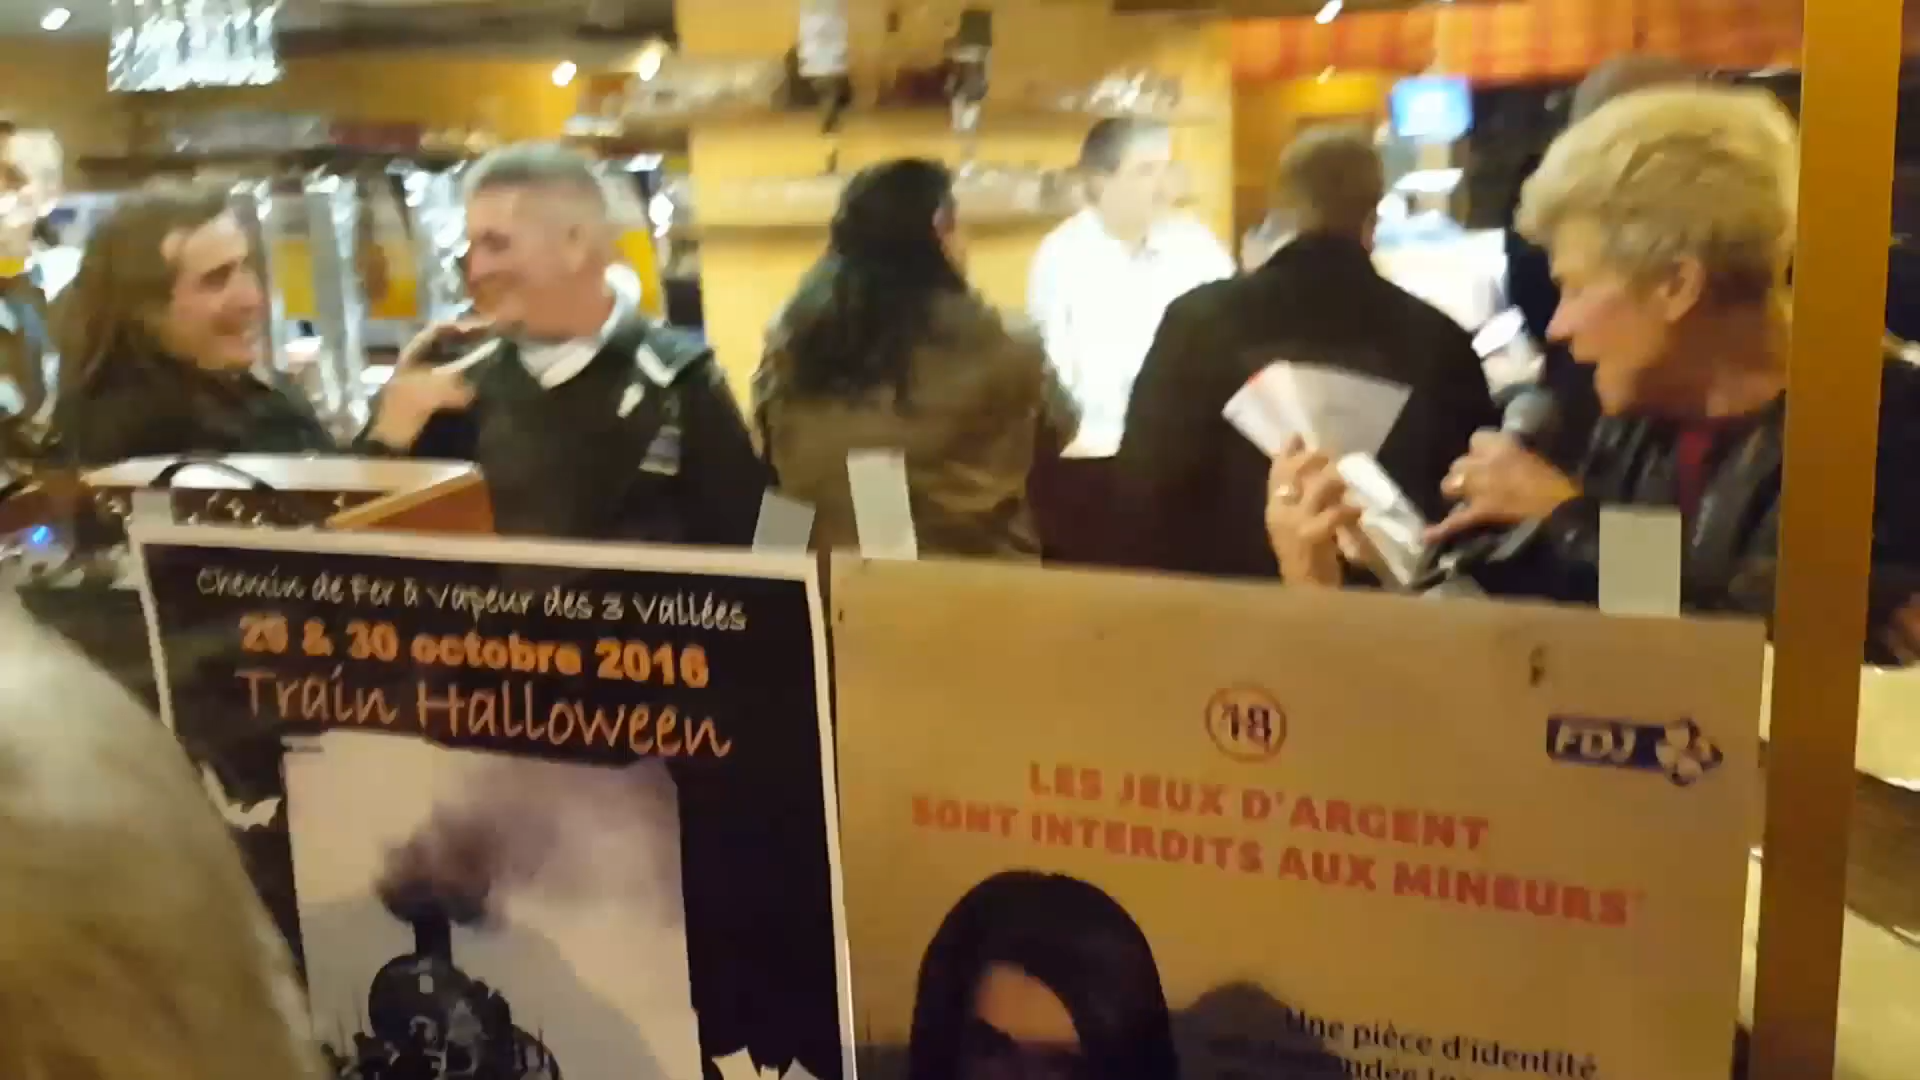 Chemin de Fer à vapeur des 3 Vallées
& 30 octobre 2016
Train Halloween
18
FDJ
LES JEUX D'ARGENT
SONT INTERDITS AUX MINEURS
Une pièce d'identité